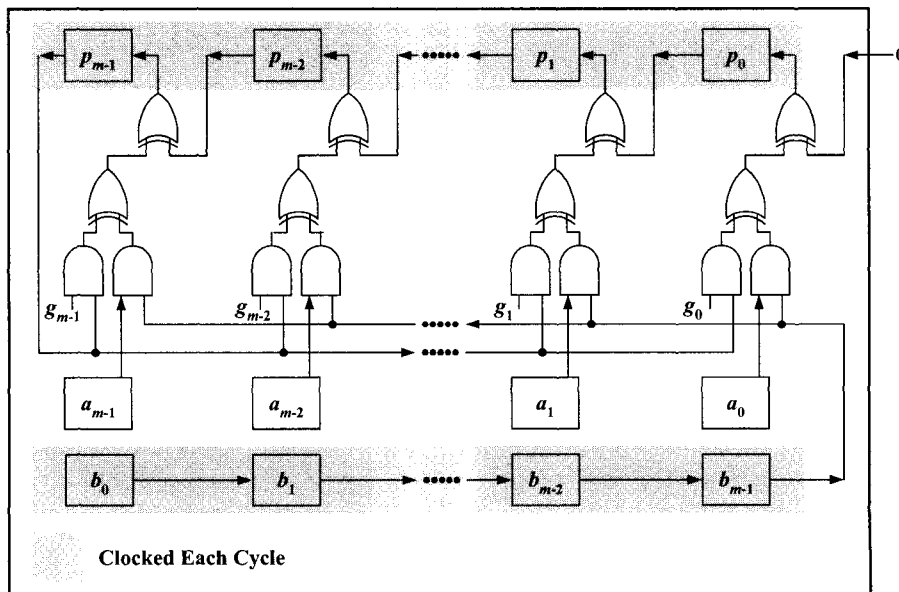 p_{m-1} p_{m-2} p_1 p_0 0
g_{m-1} g_{m-2} g_1 g_0
a_{m-1} a_{m-2} a_1 a_0
b_0 b_1 b_{m-2} b_{m-1}
Clocked Each Cycle